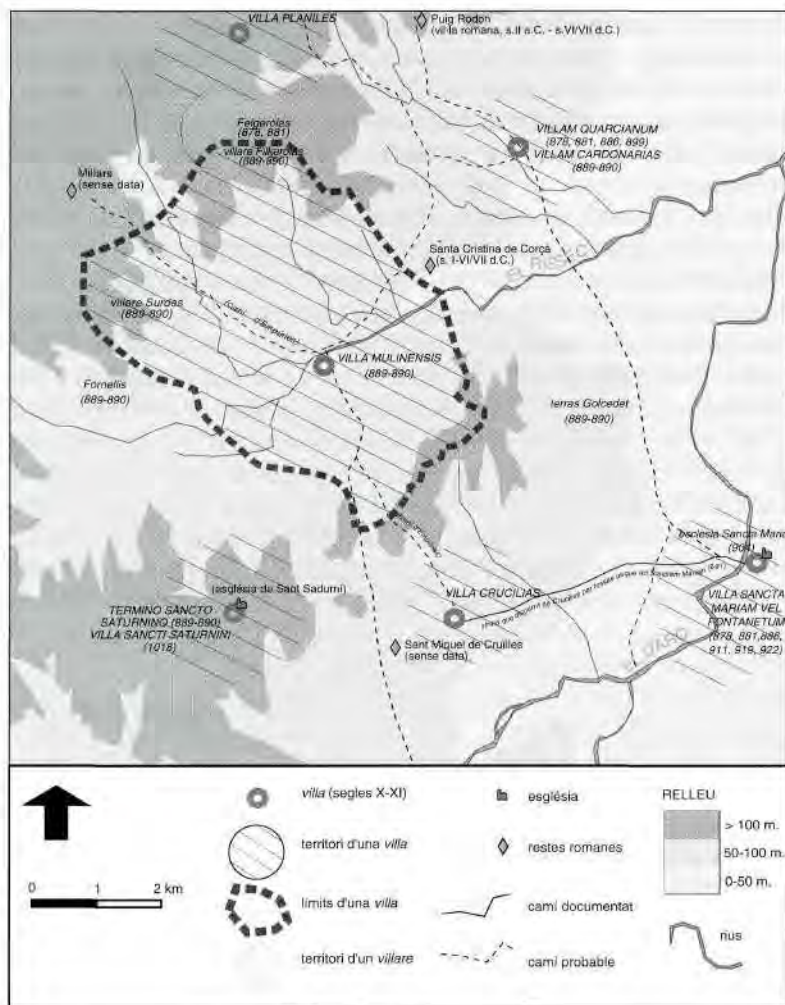 VILLA PLANILES
Puig Rodon
(vil·la romana, s.II a.C. - s.VI/VII d.C.)
Felgerolas
(878, 881)
villare Filkerolas
(889-890)
VILLAM QUARCIANUM
(878, 881, 886, 899)
VILLAM CARDONARIAS
(889-890)
Millars
(sense data)
Santa Cristina de Corçà
(s. I-VI/VII d.C.)
EL RISSEC
villare Surdas
(889-890)
VILLA MULINENSIS
(889-890)
Fornellis
(889-890)
terras Golcedet
(889-890)
esclesia Sancta Maria
(904)
(església de Sant Sadurní)
TERMINO SANCTO
SATURNINO (889-890)
VILLA SANCTI SATURNINI
(1018)
VILLA CRUCILIAS
Sant Miquel de Cruïlles
(sense data)
VILLA SANCTA
MARIAM VEL
FONTANETUM
(878, 881,886,
911, 919, 922)
villa (segles X-XI)
església
RELLEU
> 100 m.
50-100 m.
0-50 m.
territori d'una villa
restes romanes
0 1 2 km
límits d'una villa
camí documentat
territori d'un villare
camí probable
rius